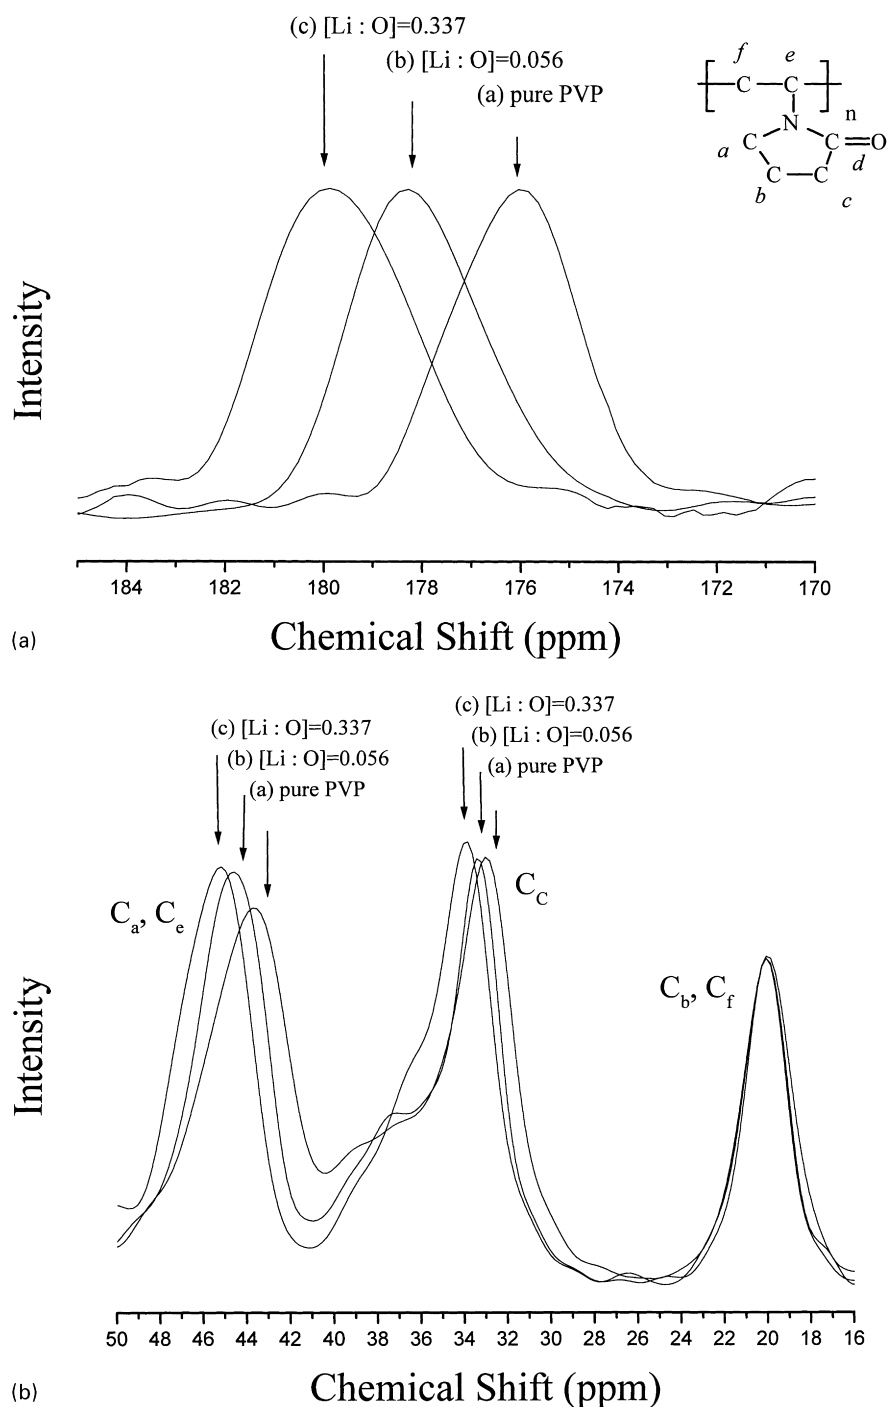 (c) [Li : O]=0.337
(b) [Li : O]=0.056
(a) pure PVP
f e
C C
n
N
a C C O
d
b C C
c
Intensity
184 182 180 178 176 174 172 170
(a)
Chemical Shift (ppm)
(c) [Li : O]=0.337
(b) [Li : O]=0.056
(a) pure PVP
(c) [Li : O]=0.337
(b) [Li : O]=0.056
(a) pure PVP
Ca, Ce
CC
Cb, Cf
Intensity
50 48 46 44 42 40 38 36 34 32 30 28 26 24 22 20 18 16
(b)
Chemical Shift (ppm)